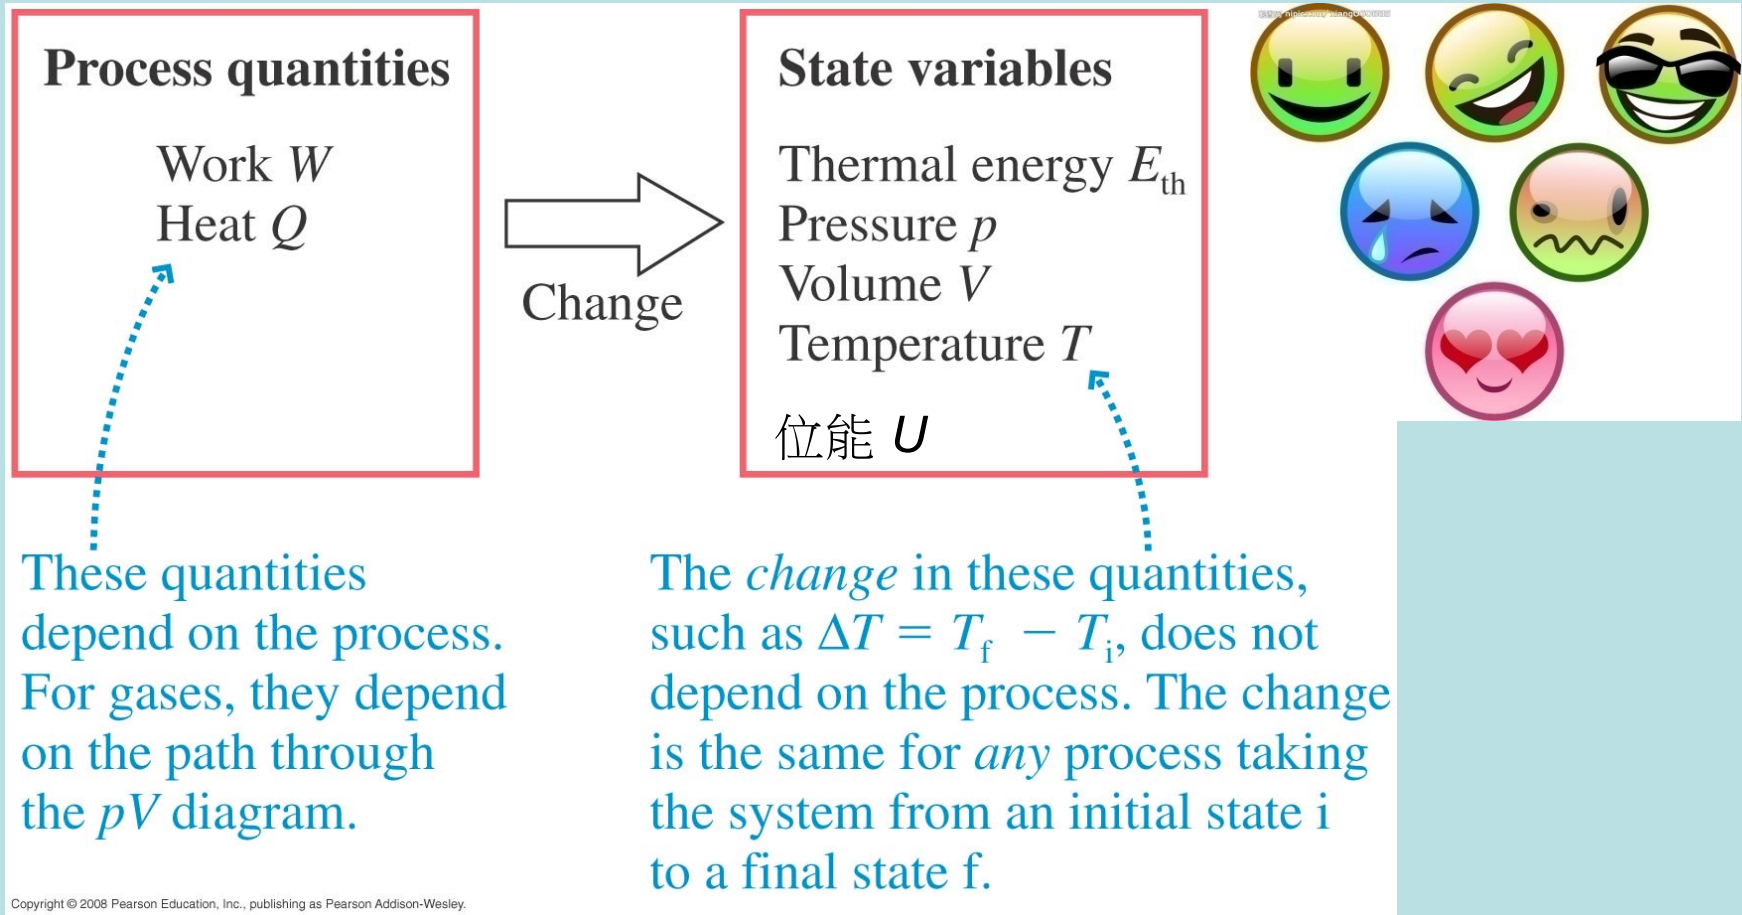 Process quantities
Work W
Heat Q
Change
State variables
Thermal energy Eth
Pressure p
Volume V
Temperature T
位能 U
These quantities
depend on the process.
For gases, they depend
on the path through
the pV diagram.
The change in these quantities,
such as ΔT = Tf − Ti, does not
depend on the process. The change
is the same for any process taking
the system from an initial state i
to a final state f.
Copyright © 2008 Pearson Education, Inc., publishing as Pearson Addison-Wesley.